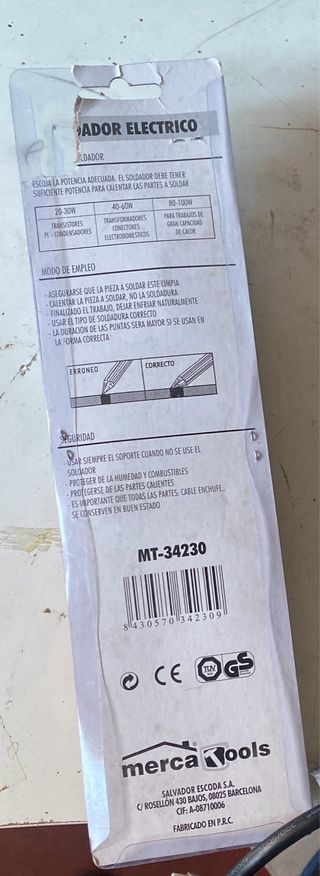 DADOR ELECTRICO
LDADOR
ESCOJA LA POTENCIA ADECUADA, EL SOLDADOR DEBE TENER
SUFICIENTE POTENCIA PARA CALENTAR LAS PARTES A SOLDAR
20-30W 40-60W 80-100W
TRANSISTORES TRANSFORMADORES PARA TRABAJOS DE
PC - CONDENSADORES CONECTORES GRAN CAPACIDAD
ELECTRODOMÉSTICOS DE CALOR
MODO DE EMPLEO
- ASEGURARSE QUE LA PIEZA A SOLDAR ESTE LIMPIA
- CALENTAR LA PIEZA A SOLDAR, NO LA SOLDADURA
- FINALIZADO EL TRABAJO, DEJAR ENFRIAR NATURALMENTE
- USAR EL TIPO DE SOLDADURA CORRECTO
- LA DURACION DE LAS PUNTAS SERA MAYOR SI SE USAN EN
LA FORMA CORRECTA
ERRONEO CORRECTO
SEGURIDAD
- USAR SIEMPRE EL SOPORTE CUANDO NO SE USE EL
SOLDADOR
- PROTEGER DE LA HUMEDAD Y COMBUSTIBLES
- PROTEGERSE DE LAS PARTES CALIENTES
- ES IMPORTANTE QUE TODAS LAS PARTES: CABLE ENCHUFE..
SE CONSERVEN EN BUEN ESTADO
MT-34230
8 430570 342309
CE TUV GS
merca Tools
SALVADOR ESCODA S.A.
C/ ROSELLON 430 BAJOS, 08025 BARCELONA
CIF: A-08710006
FABRICADO EN P.R.C.